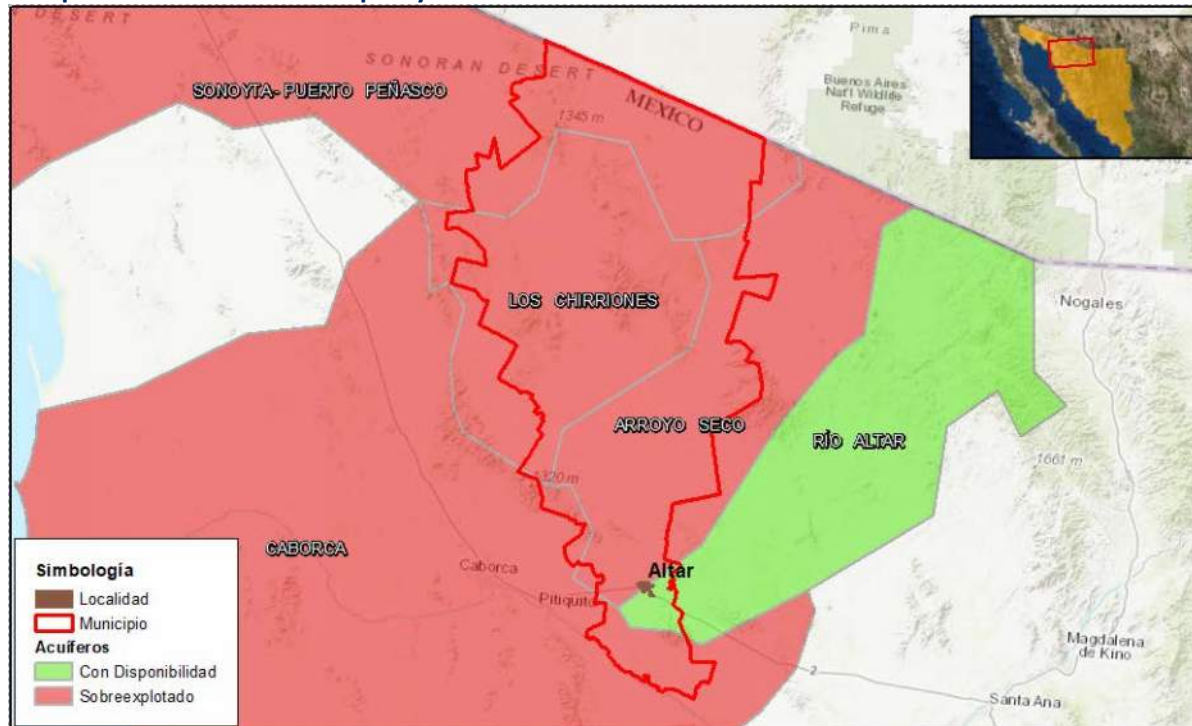 N DESERT
SONORAN DESERT
Pima
SONOYTA-PUERTO PEÑASCO
Buenos Aires
Nat'l Wildlife
Refuge
MEXICO
1345 m
LOS CHIRRIONES
Nogales
ARROYO SECO
RÍO ALTAR
1661 m
1320 m
CABORCA
Caborca
Altar
Pitiquito
Magdalena
de Kino
2
Santa Ana
Simbología
Localidad
Municipio
Acuíferos
Con Disponibilidad
Sobreexplotado